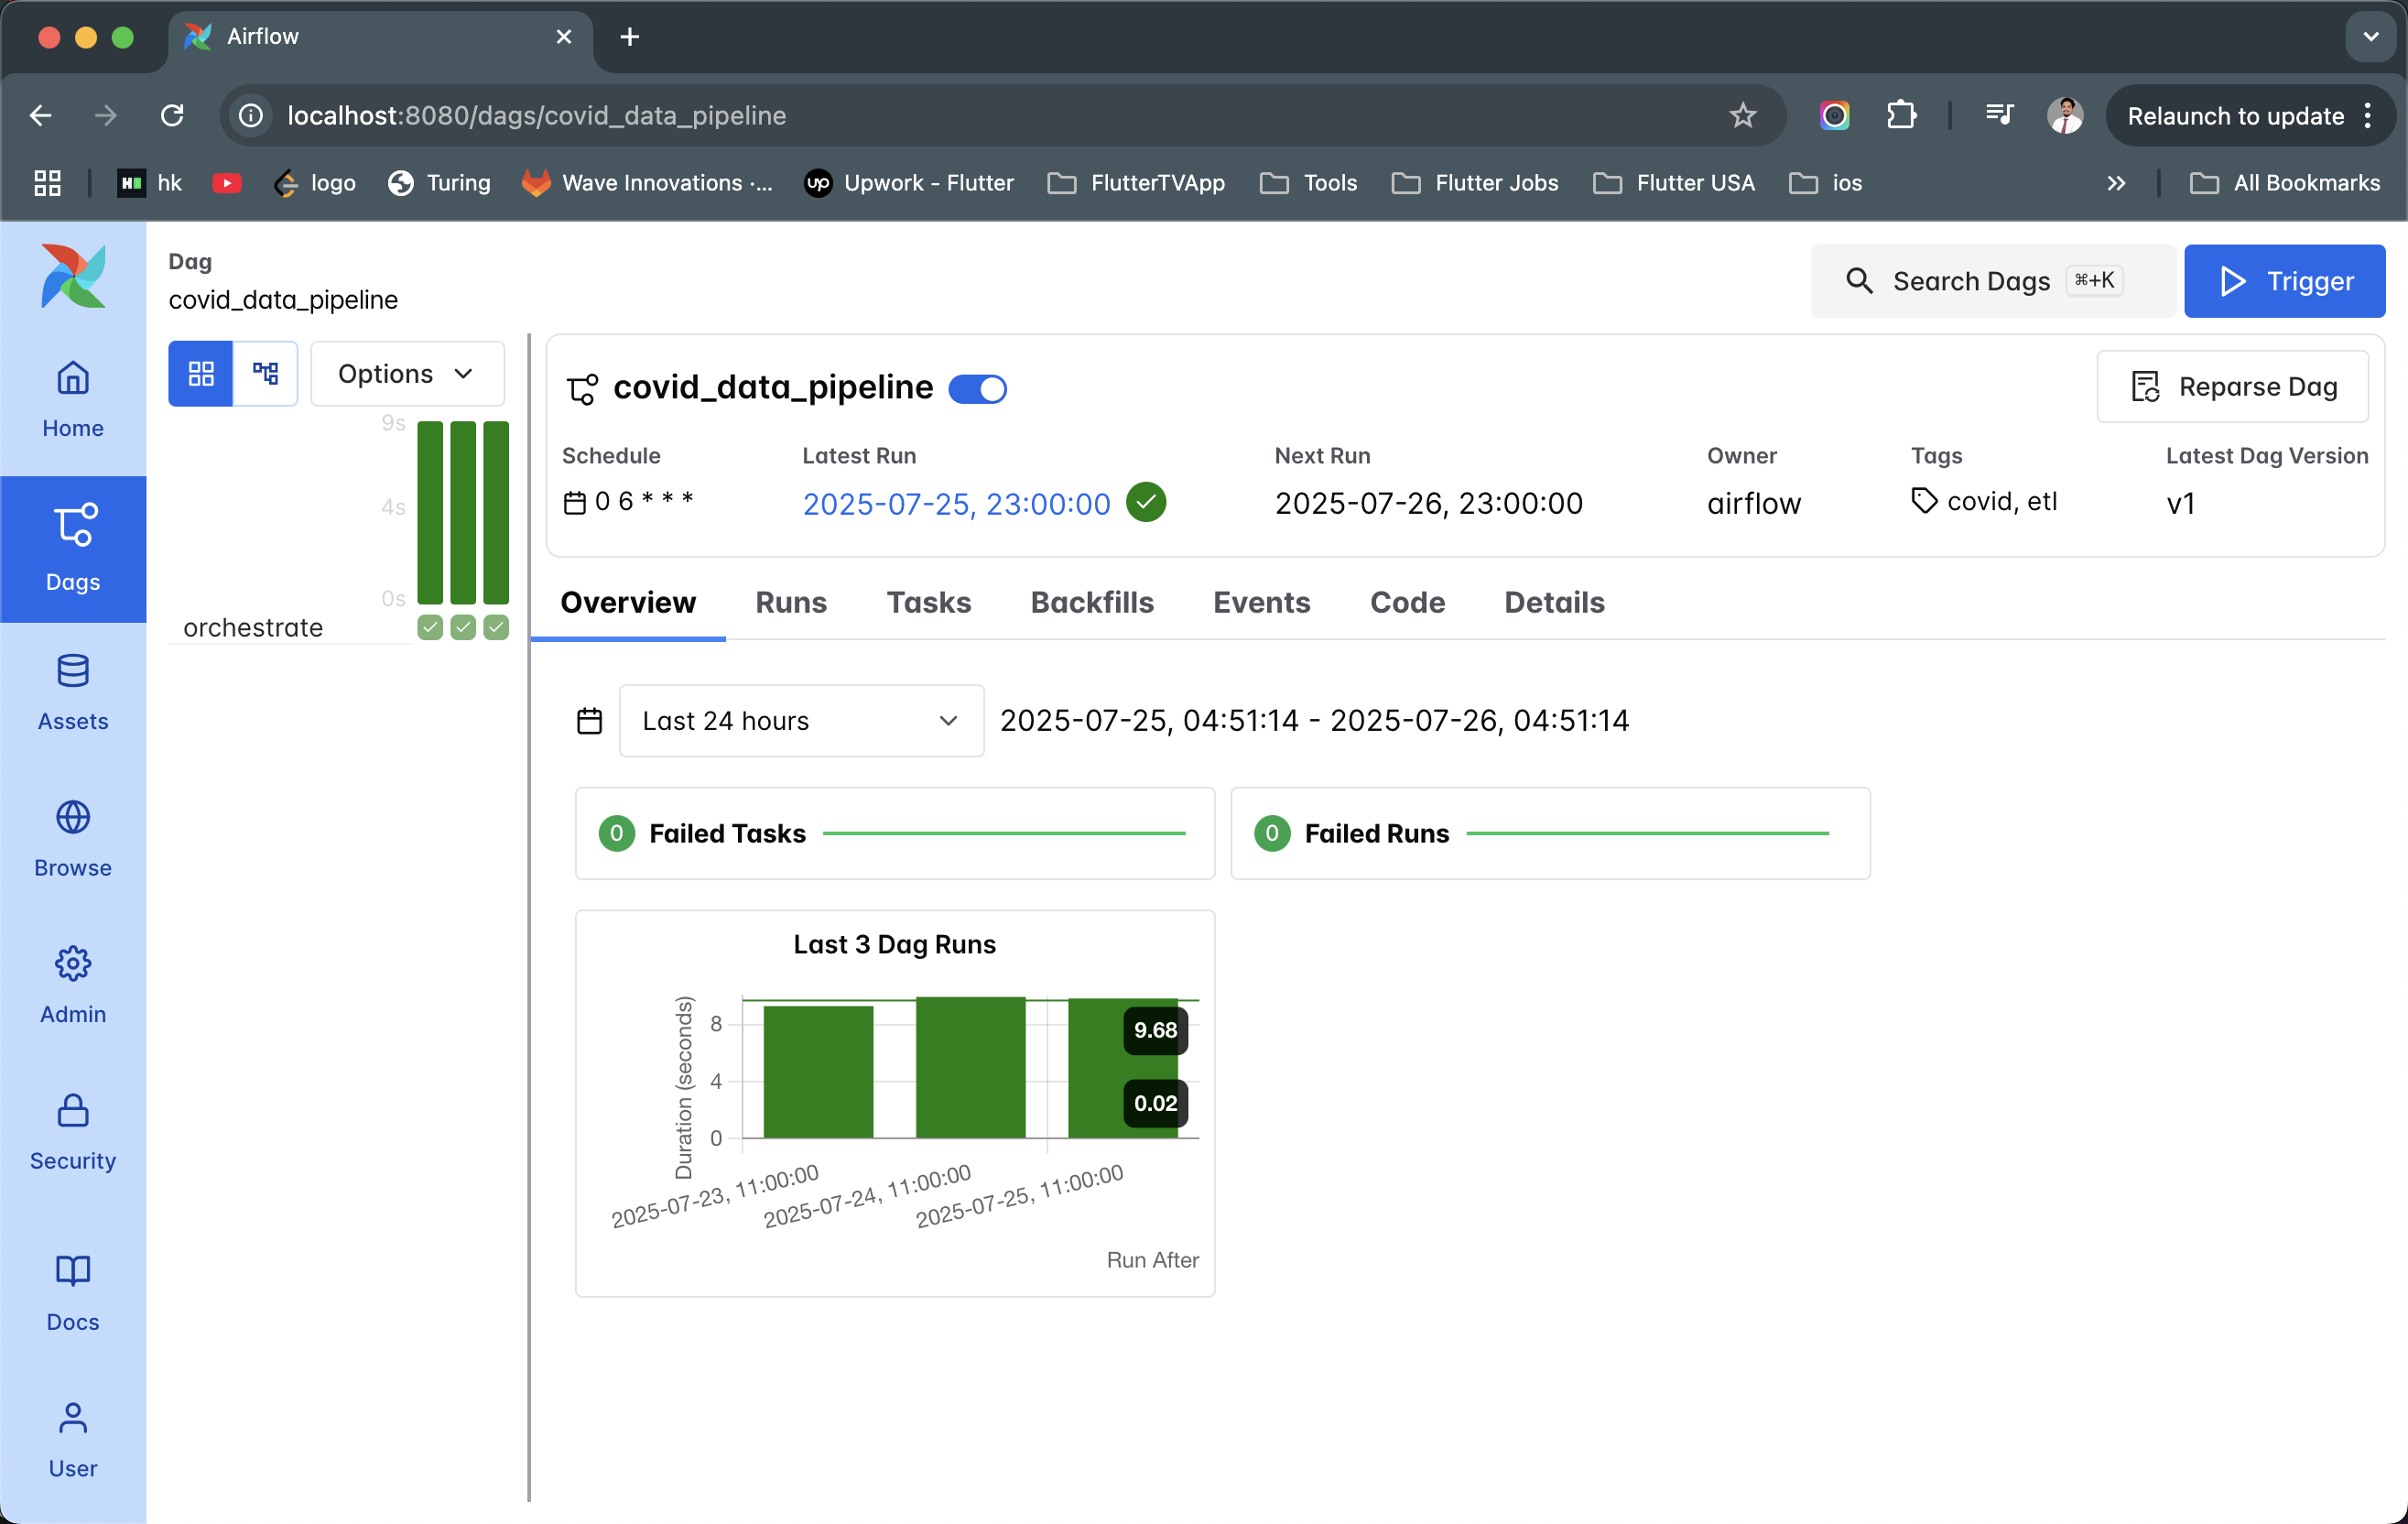 Airflow
localhost:8080/dags/covid_data_pipeline
Relaunch to update
hk
logo
Turing
Wave Innovations ·...
up Upwork - Flutter
FlutterTVApp
Tools
Flutter Jobs
Flutter USA
ios
All Bookmarks
Dag
covid_data_pipeline
Search Dags ⌘+K
Trigger
Home
Dags
Assets
Browse
Admin
Security
Docs
User
Options
9s
4s
0s
orchestrate
covid_data_pipeline
Reparse Dag
Schedule Latest Run Next Run Owner Tags Latest Dag Version
0 6 * * * 2025-07-25, 23:00:00 2025-07-26, 23:00:00 airflow covid, etl v1
Overview Runs Tasks Backfills Events Code Details
Last 24 hours 2025-07-25, 04:51:14 - 2025-07-26, 04:51:14
0 Failed Tasks
0 Failed Runs
Last 3 Dag Runs
Duration (seconds)
8
4
0
9.68
0.02
2025-07-23, 11:00:00
2025-07-24, 11:00:00
2025-07-25, 11:00:00
Run After